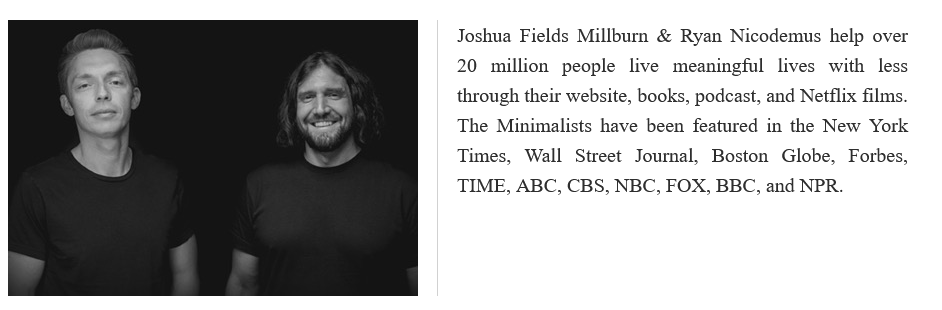 Joshua Fields Millburn & Ryan Nicodemus help over
20 million people live meaningful lives with less
through their website, books, podcast, and Netflix films.
The Minimalists have been featured in the New York
Times, Wall Street Journal, Boston Globe, Forbes,
TIME, ABC, CBS, NBC, FOX, BBC, and NPR.